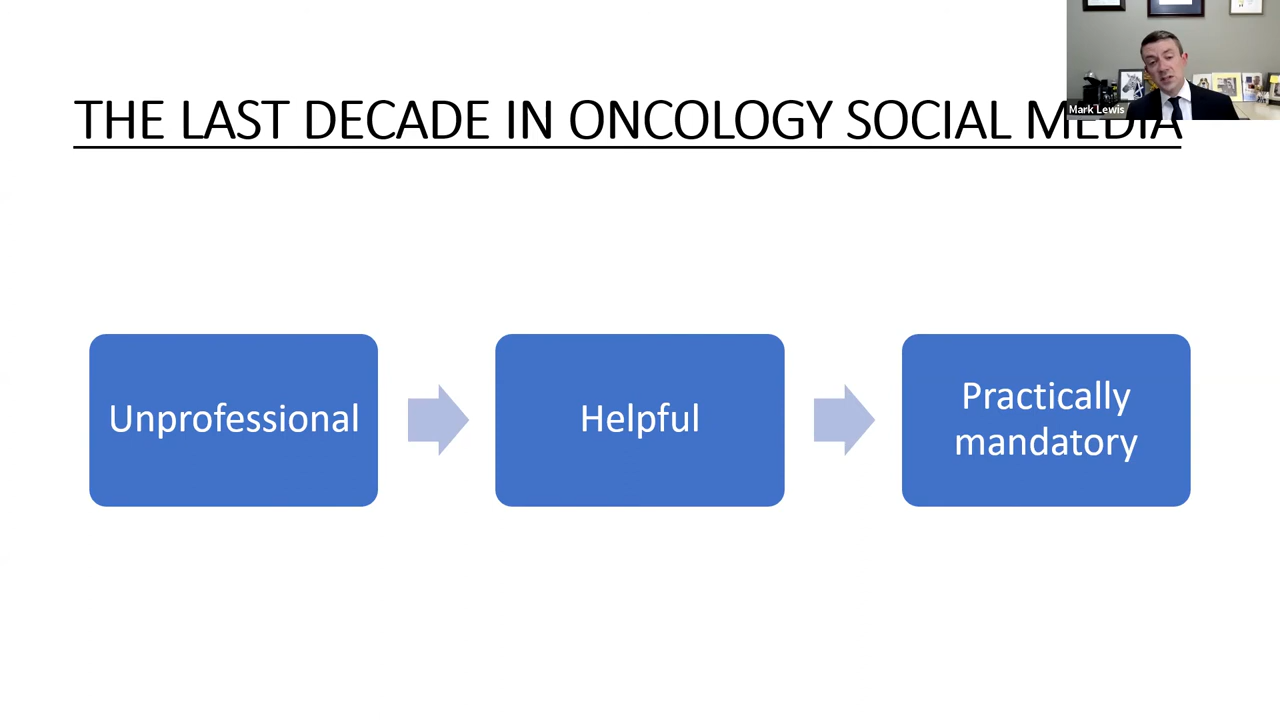 THE LAST DECADE IN ONCOLOGY SOCIAL MEDIA
Mark Lewis
Unprofessional
Helpful
Practically
mandatory